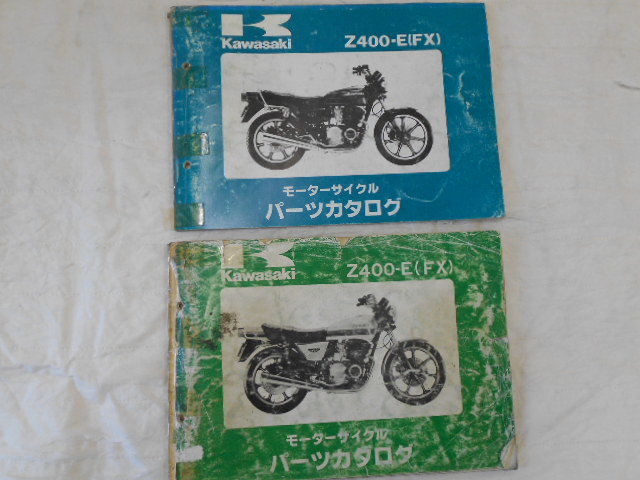 Kawasaki
Z400-E(FX)
モーターサイクル
パーツカタログ
Kawasaki
Z400-E(FX)
モーターサイクル
パーツカタログ